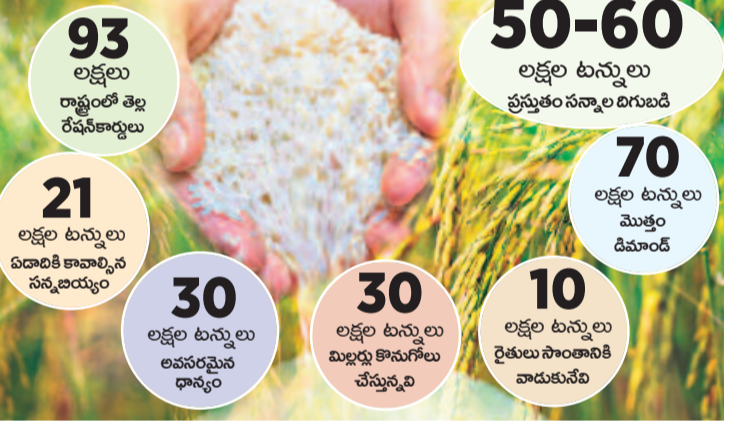 93
లక్షలు
రాష్ట్రంలో తెల్ల
రేషన్‌కార్డులు
50-60
లక్షల టన్నులు
ప్రస్తుతం సన్నాల దిగుబడి
70
లక్షల టన్నులు
మొత్తం
డిమాండ్
21
లక్షల టన్నులు
ఏడాదికి కావాల్సిన
సన్నబియ్యం
30
లక్షల టన్నులు
అవసరమైన
ధాన్యం
30
లక్షల టన్నులు
మిల్లర్లు కొనుగోలు
చేస్తున్నవి
10
లక్షల టన్నులు
రైతులు సొంతానికి
వాడుకునేవి